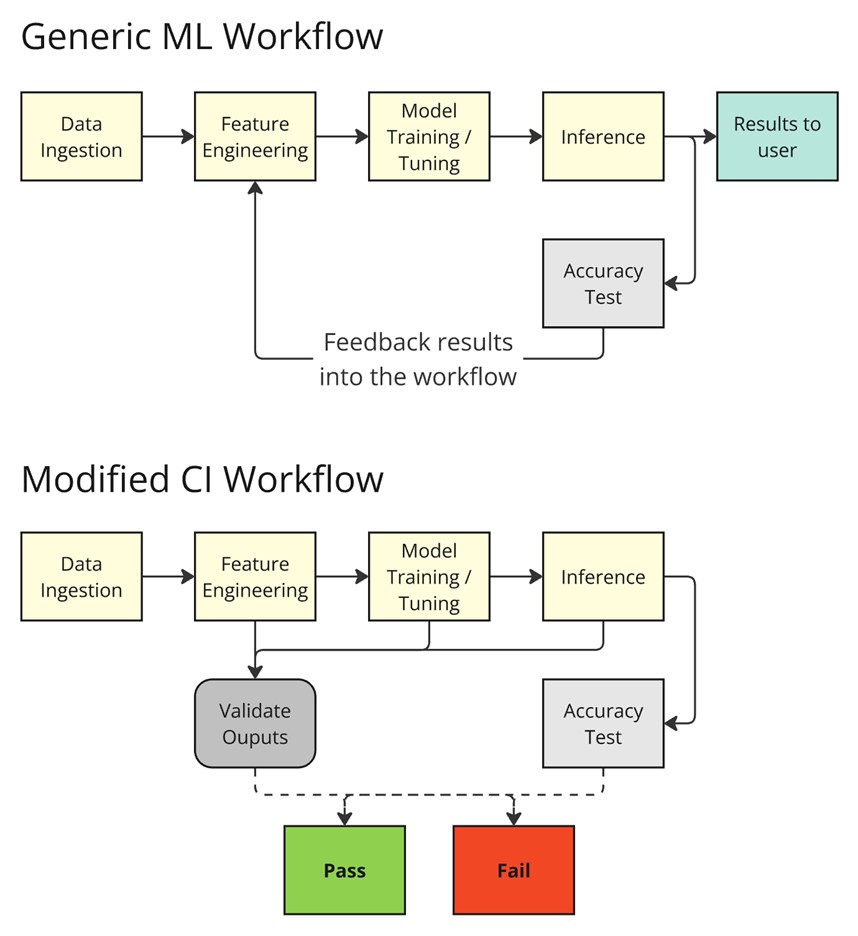 Generic ML Workflow
Data
Ingestion
Feature
Engineering
Model
Training /
Tuning
Inference
Results to
user
Accuracy
Test
Feedback results
into the workflow
Modified CI Workflow
Data
Ingestion
Feature
Engineering
Model
Training /
Tuning
Inference
Validate
Ouputs
Accuracy
Test
Pass
Fail